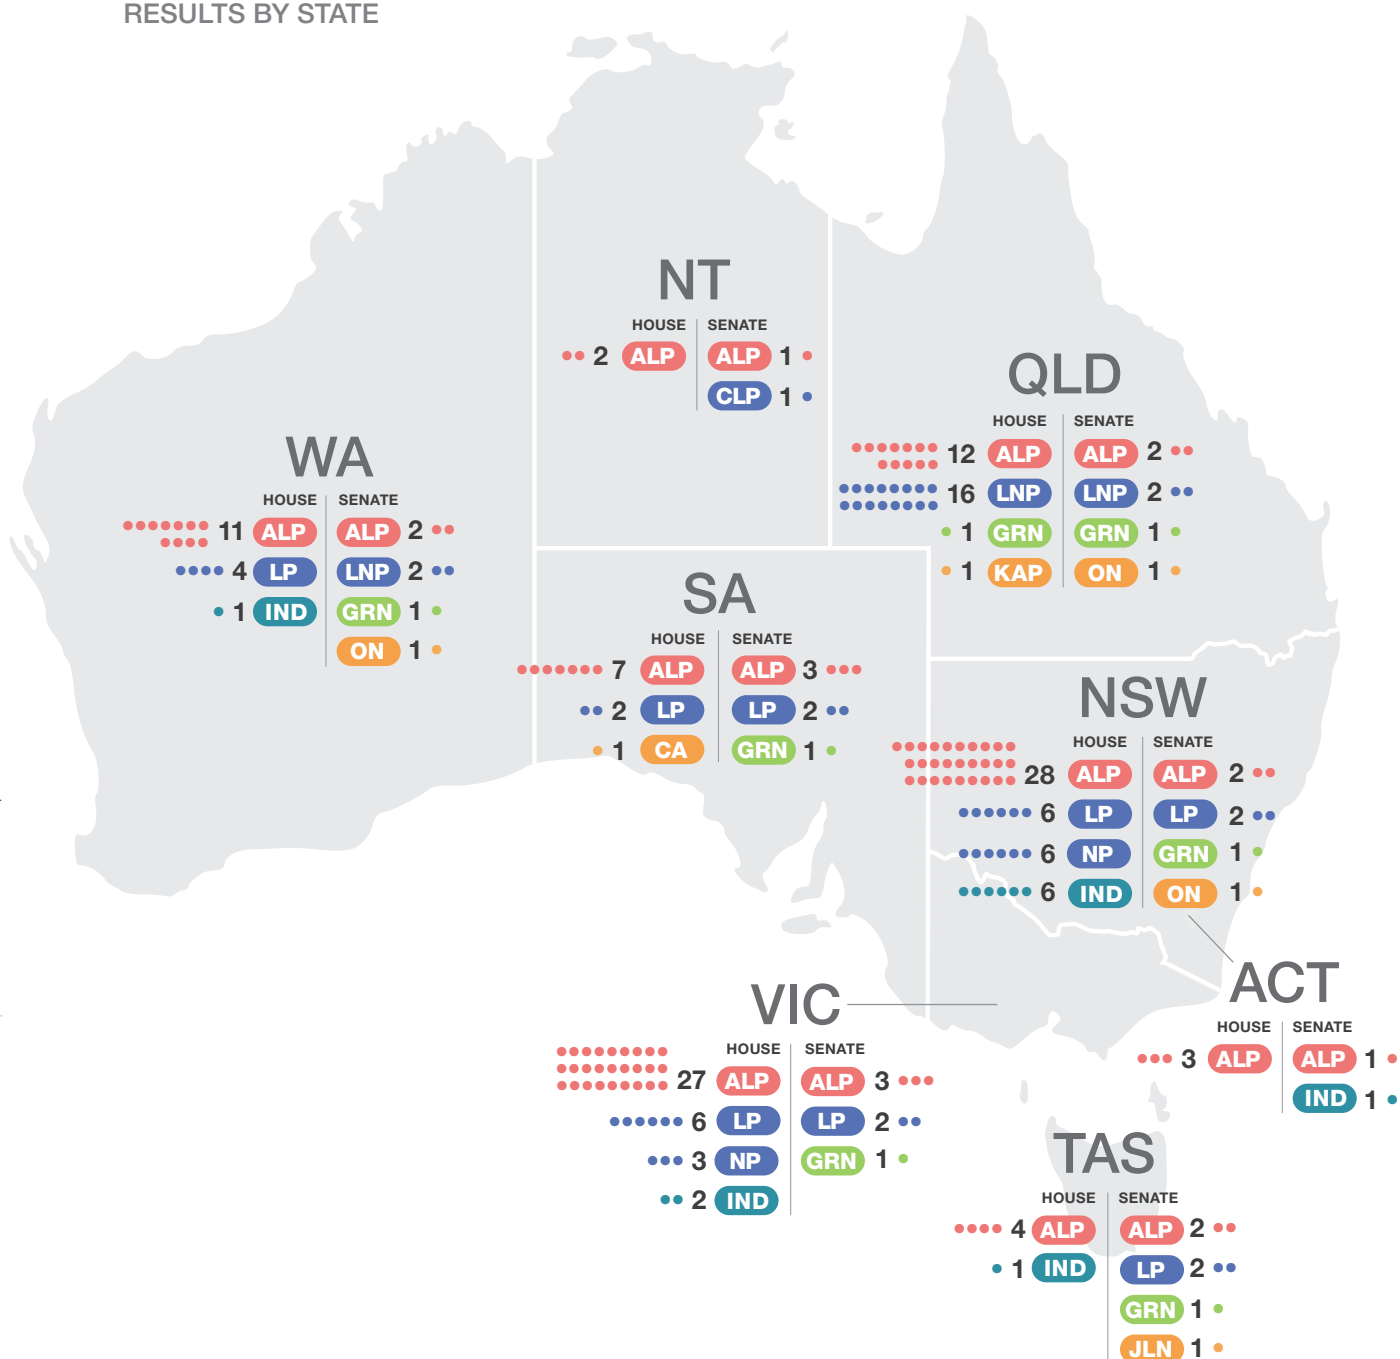 RESULTS BY STATE
NT
HOUSE SENATE
2 ALP ALP 1
CLP 1
QLD
HOUSE SENATE
12 ALP ALP 2
16 LNP LNP 2
1 GRN GRN 1
1 KAP ON 1
WA
HOUSE SENATE
11 ALP ALP 2
4 LP LNP 2
1 IND GRN 1
ON 1
SA
HOUSE SENATE
7 ALP ALP 3
2 LP LP 2
1 CA GRN 1
NSW
HOUSE SENATE
28 ALP ALP 2
6 LP LP 2
6 NP GRN 1
6 IND ON 1
ACT
HOUSE SENATE
3 ALP ALP 1
IND 1
VIC
HOUSE SENATE
27 ALP ALP 3
6 LP LP 2
3 NP GRN 1
2 IND
TAS
HOUSE SENATE
4 ALP ALP 2
1 IND LP 2
GRN 1
JLN 1